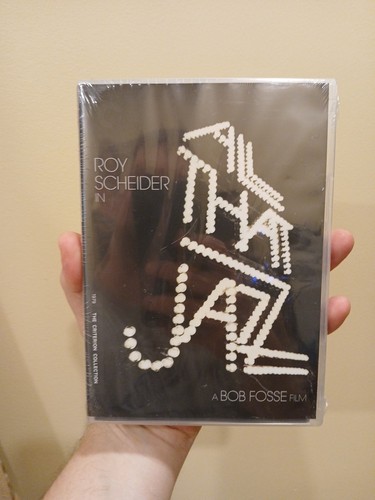 ROY
SCHEIDER
IN
ALL
THAT
JAZZ
A BOB FOSSE FILM
THE CRITERION COLLECTION